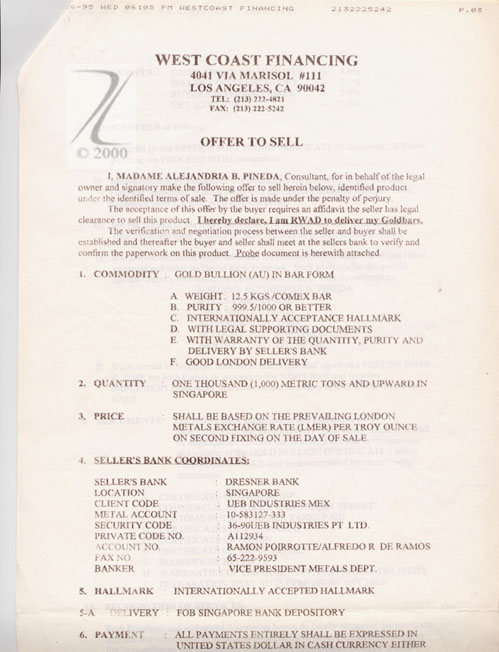 6-95 WED 06:05 PM WESTCOAST FINANCING 2132225242 P.03
WEST COAST FINANCING
4041 VIA MARISOL #111
LOS ANGELES, CA 90042
TEL: (213) 222-4821
FAX: (213) 222-5242
© 2000
OFFER TO SELL
I, MADAME ALEJANDRIA B. PINEDA, Consultant, for in behalf of the legal
owner and signatory make the following offer to sell herein below, identified product
under the identified terms of sale. The offer is made under the penalty of perjury
The acceptance of this offer by the buyer requires an affidavit the seller has legal
clearance to sell this product. I hereby declare, I am RWAD to deliver my Goldbars.
The verification and negotiation process between the seller and buyer shall be
established and thereafter the buyer and seller shall meet at the sellers bank to verify and
confirm the paperwork on this product. Probe document is herewith attached.
1. COMMODITY : GOLD BULLION (AU) IN BAR FORM
A. WEIGHT: 12.5 KGS /COMEX BAR
B. PURITY : 999.5/1000 OR BETTER
C. INTERNATIONALLY ACCEPTANCE HALLMARK
D. WITH LEGAL SUPPORTING DOCUMENTS
E. WITH WARRANTY OF THE QUANTITY, PURITY AND
DELIVERY BY SELLER'S BANK
F. GOOD LONDON DELIVERY
2. QUANTITY : ONE THOUSAND (1,000) METRIC TONS AND UPWARD IN
SINGAPORE
3. PRICE : SHALL BE BASED ON THE PREVAILING LONDON
METALS EXCHANGE RATE (LMER) PER TROY OUNCE
ON SECOND FIXING ON THE DAY OF SALE.
4. SELLER'S BANK COORDINATES:
SELLER'S BANK : DRESNER BANK
LOCATION : SINGAPORE
CLIENT CODE : UEB INDUSTRIES MEX
METAL ACCOUNT : 10-583127-333
SECURITY CODE : 36-90UEB INDUSTRIES PT LTD.
PRIVATE CODE NO. : A112934
ACCOUNT NO. : RAMON POIRROTTE/ALFREDO R. DE RAMOS
FAX NO. : 65-222-9593
BANKER : VICE PRESIDENT METALS DEPT.
5. HALLMARK : INTERNATIONALLY ACCEPTED HALLMARK
5-A DELIVERY : FOB SINGAPORE BANK DEPOSITORY
6. PAYMENT : ALL PAYMENTS ENTIRELY SHALL BE EXPRESSED IN
UNITED STATES DOLLAR IN CASH CURRENCY EITHER